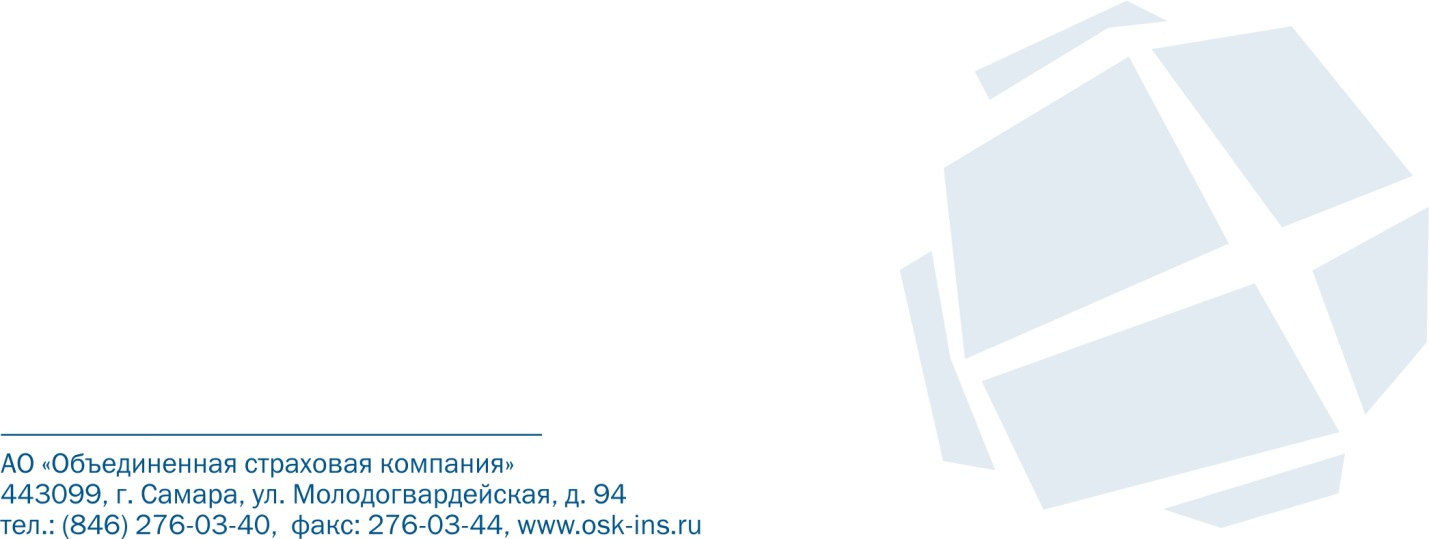 АО «Объединенная страховая компания»
443099, г. Самара, ул. Молодогвардейская, д. 94
тел.: (846) 276-03-40, факс: 276-03-44, www.osk-ins.ru